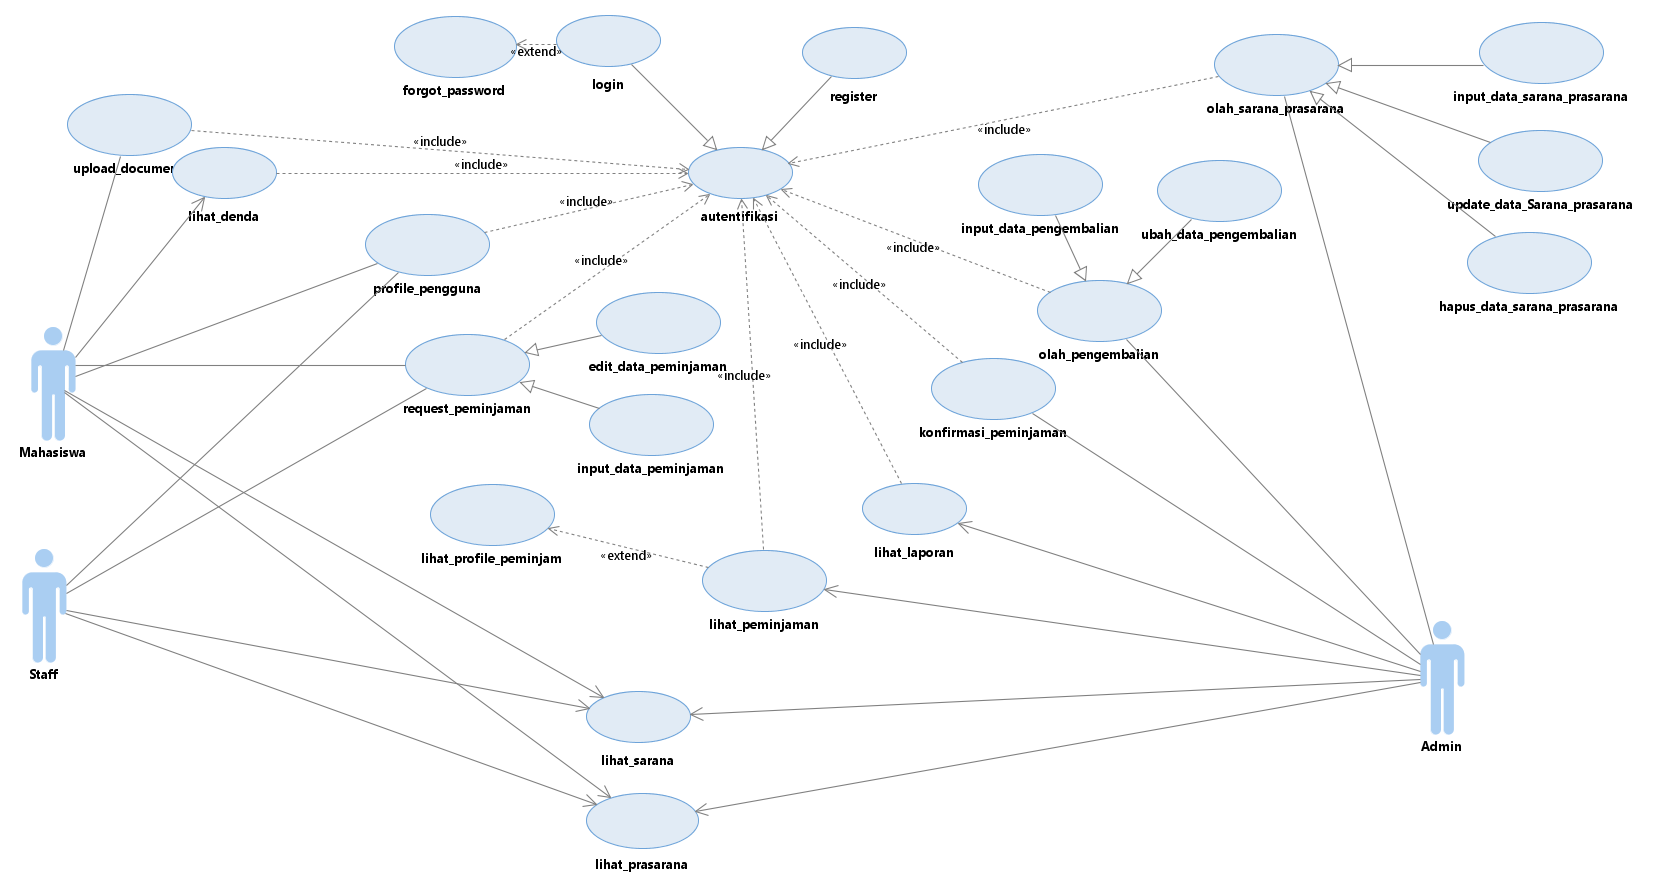 «extend»
forgot_password
login
register
olah_sarana_prasarana
input_data_sarana_prasarana
«include»
«include»
upload_documen
«include»
update_data_Sarana_prasarana
«include»
lihat_denda
autentifikasi
input_data_pengembalian
ubah_data_pengembalian
«include»
«include»
profile_pengguna
«include»
hapus_data_sarana_prasarana
«include»
olah_pengembalian
edit_data_peminjaman
«include»
request_peminjaman
konfirmasi_peminjaman
Mahasiswa
input_data_peminjaman
lihat_profile_peminjam
«extend»
lihat_laporan
lihat_peminjaman
Staff
lihat_sarana
Admin
lihat_prasarana